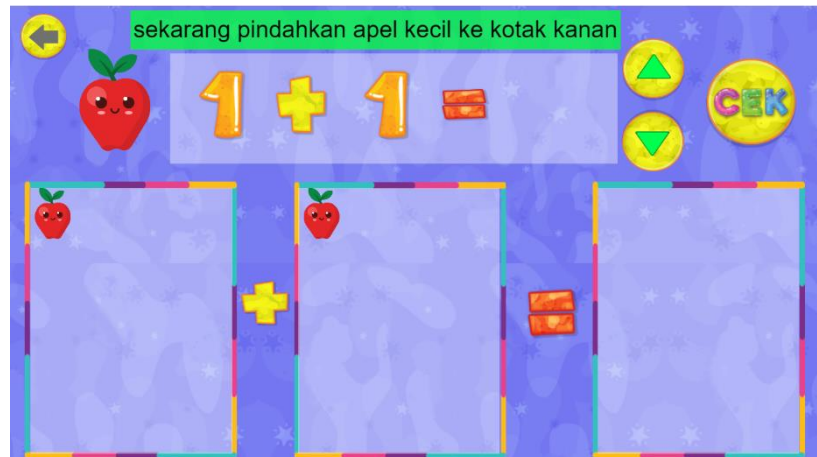 sekarang pindahkan apel kecil ke kotak kanan
1 + 1 =
CEK
+ =